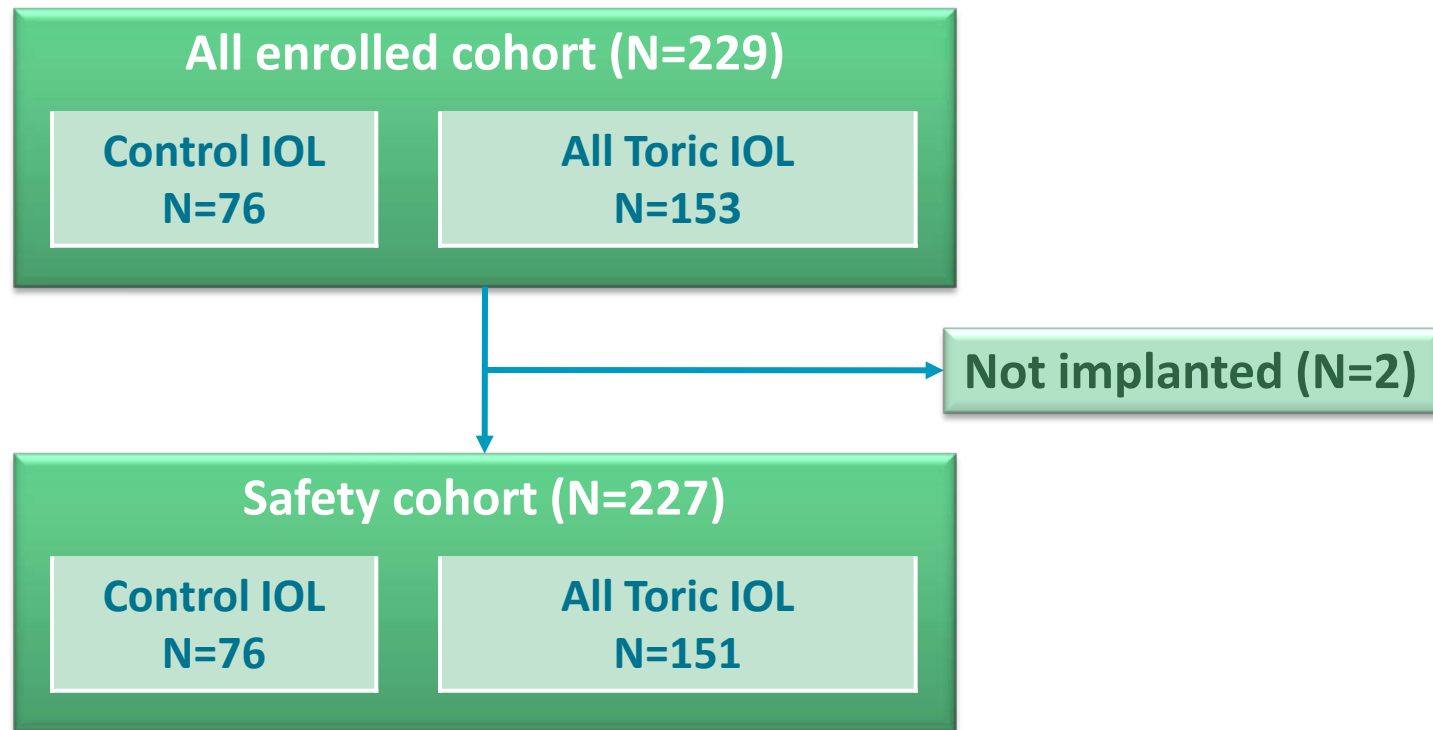 All enrolled cohort (N=229)
Control IOL
N=76
All Toric IOL
N=153
Not implanted (N=2)
Safety cohort (N=227)
Control IOL
N=76
All Toric IOL
N=151